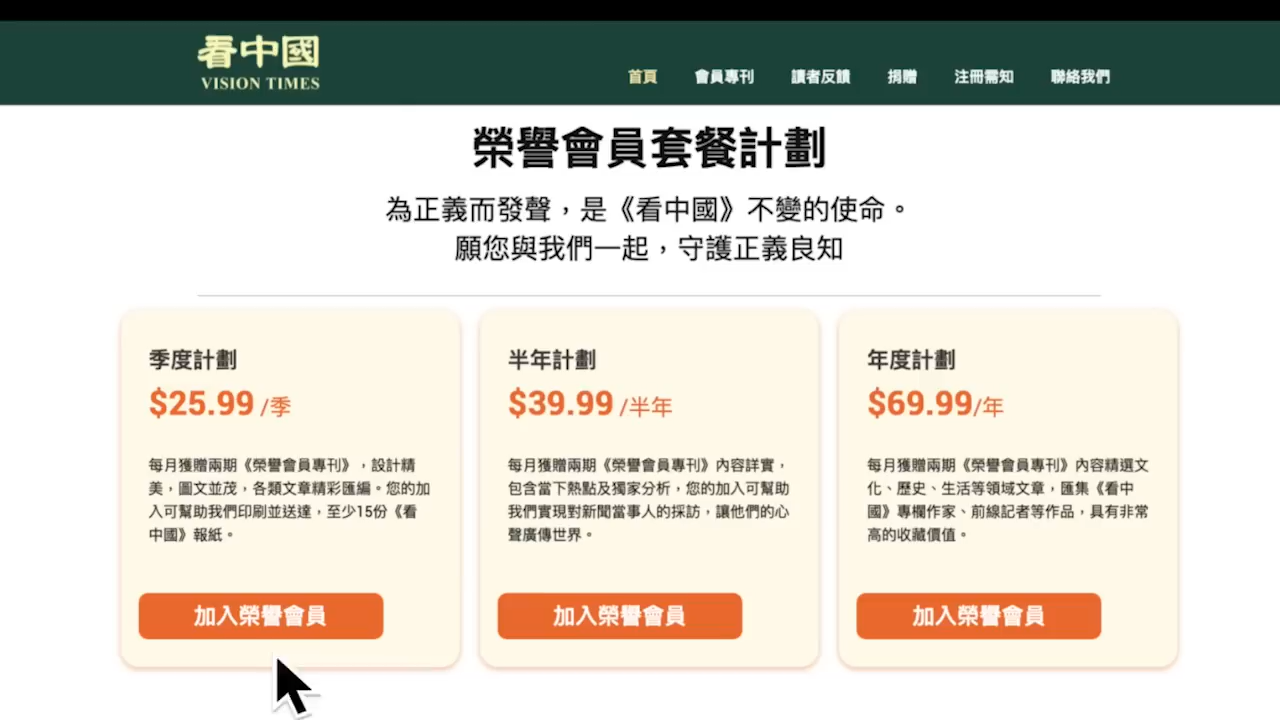 看中國
VISION TIMES
首頁 會員專刊 讀者反饋 捐贈 注冊需知 聯絡我們
榮譽會員套餐計劃
為正義而發聲，是《看中國》不變的使命。
願您與我們一起，守護正義良知
季度計劃
$25.99 /季
每月獲贈兩期《榮譽會員專刊》，設計精
美，圖文並茂，各類文章精彩匯編。您的加
入可幫助我們印刷並送達，至少15份《看
中國》報紙。
加入榮譽會員
半年計劃
$39.99 /半年
每月獲贈兩期《榮譽會員專刊》內容詳實，
包含當下熱點及獨家分析，您的加入可幫助
我們實現對新聞當事人的採訪，讓他們的心
聲廣傳世界。
加入榮譽會員
年度計劃
$69.99/年
每月獲贈兩期《榮譽會員專刊》內容精選文
化、歷史、生活等領域文章，匯集《看中
國》專欄作家、前線記者等作品，具有非常
高的收藏價值。
加入榮譽會員